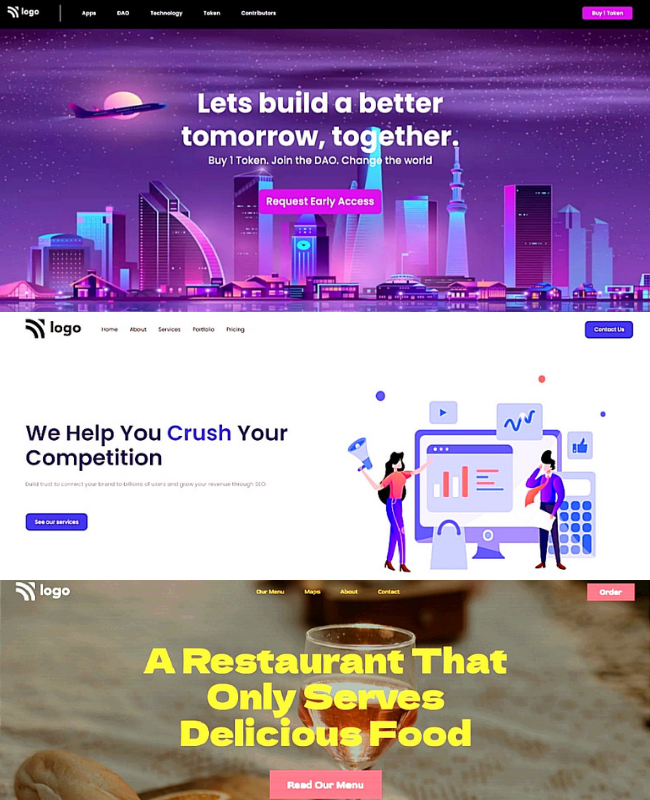 logo
Apps DAO Technology Token Contributors
Buy 1 Token
Lets build a better
tomorrow, together.
Buy 1 Token. Join the DAO. Change the world
Request Early Access
logo
Home About Services Portfolio Pricing
Contact Us
We Help You Crush Your
Competition
Build trust to connect your brand to billions of users and grow your revenue through SEO.
See our services
logo
Our Menu Maps About Contact
Order
A Restaurant That
Only Serves
Delicious Food
Read Our Menu